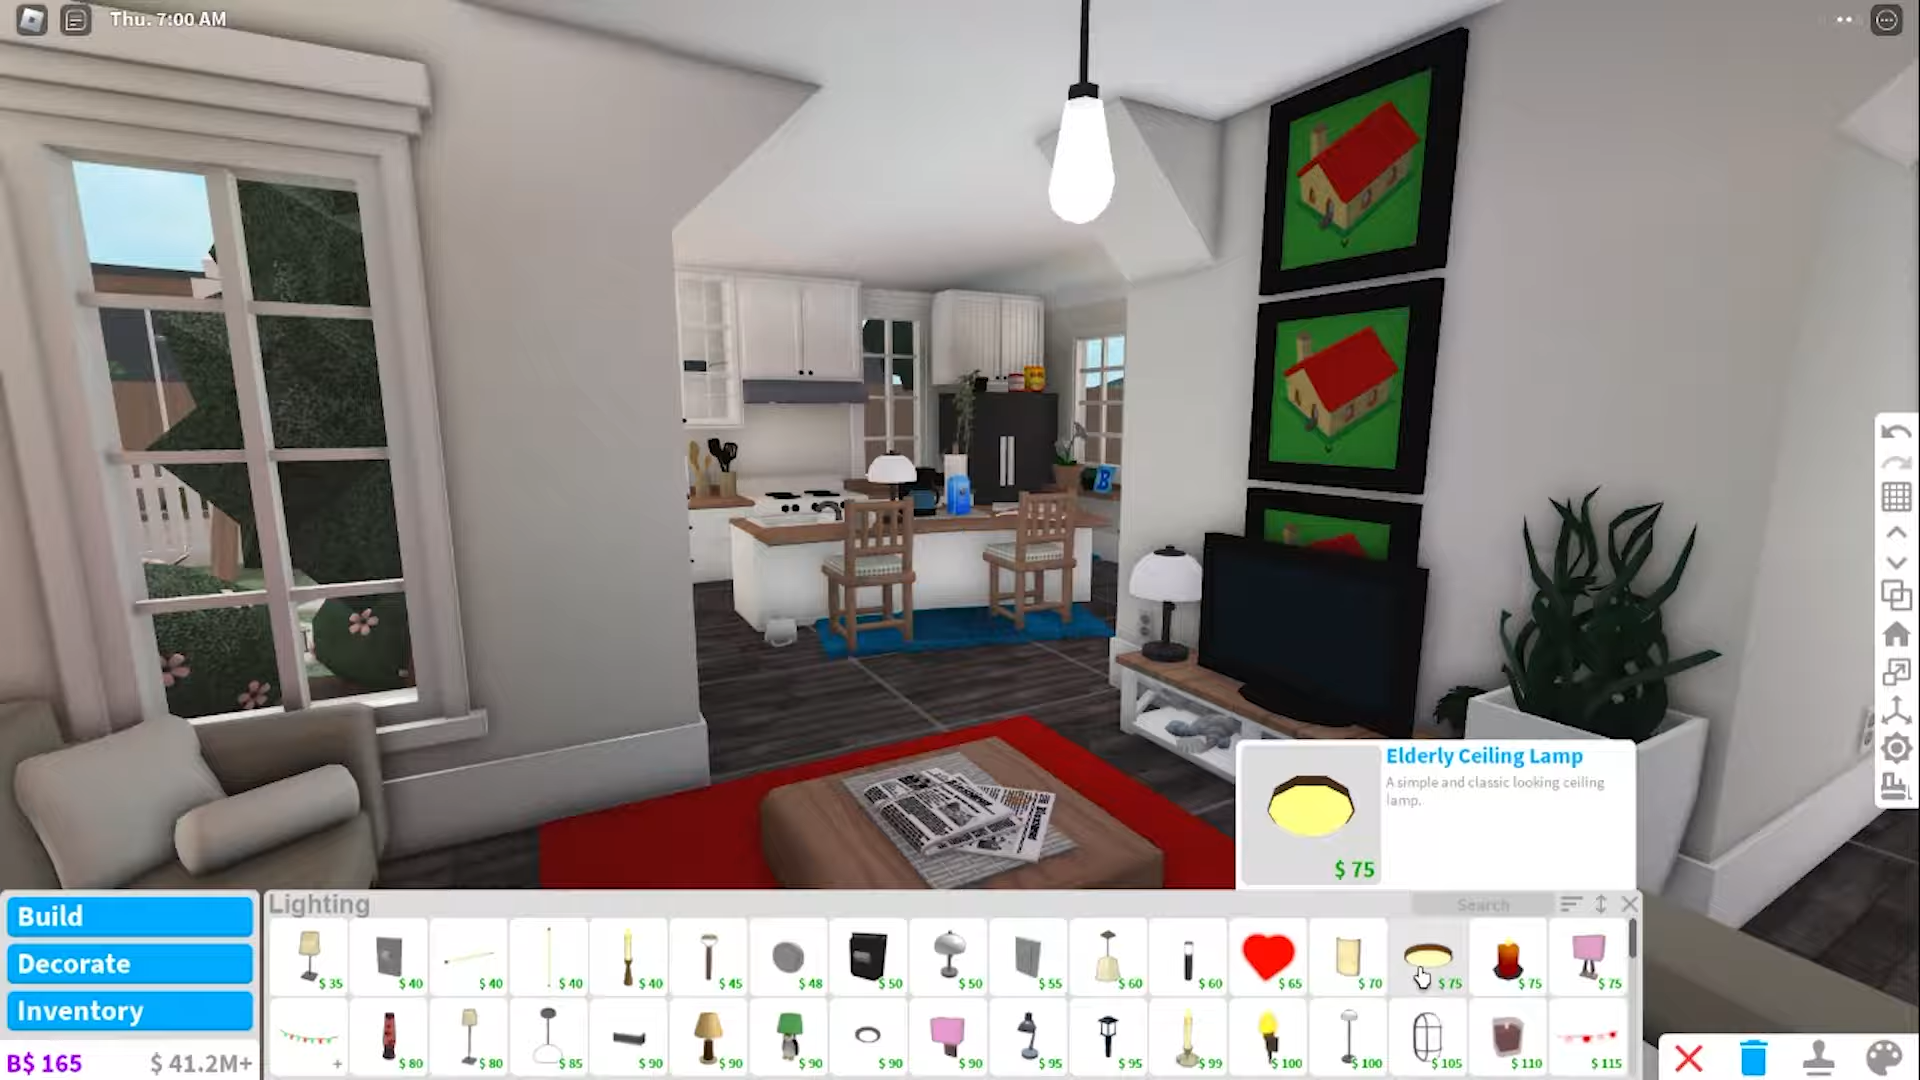 Thu. 7:00 AM
B
Elderly Ceiling Lamp
A simple and classic looking ceiling
lamp.
$ 75
Build
Decorate
Inventory
B$ 165
$ 41.2M+
Lighting
Search
$ 35
$ 40
$ 40
$ 40
$ 40
$ 45
$ 48
$ 50
$ 50
$ 55
$ 60
$ 60
$ 65
$ 70
$ 75
$ 75
$ 75
+
$ 80
$ 80
$ 85
$ 90
$ 90
$ 90
$ 90
$ 90
$ 95
$ 95
$ 99
$ 100
$ 100
$ 105
$ 110
$ 115